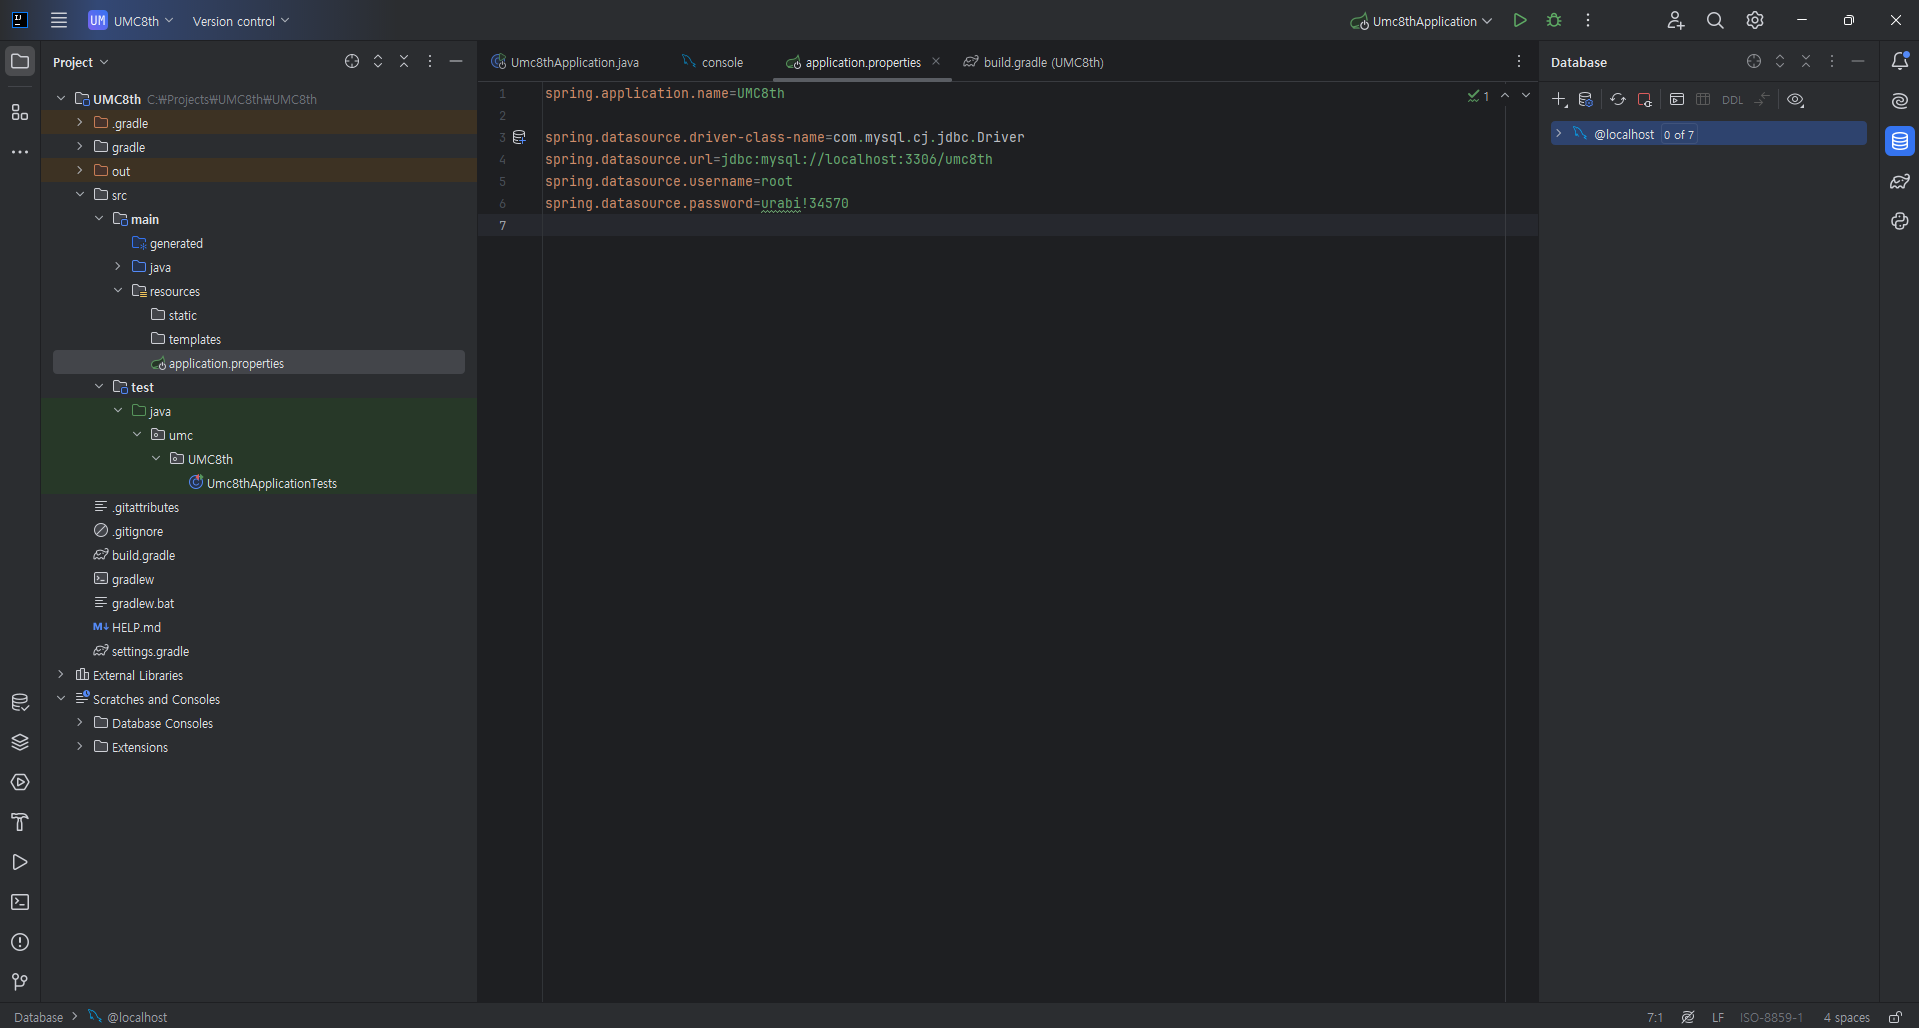 UM UMC8th Version control Umc8thApplication
Project
UMC8th C:₩Projects₩UMC8th₩UMC8th
.gradle
gradle
out
src
main
generated
java
resources
static
templates
application.properties
test
java
umc
UMC8th
Umc8thApplicationTests
.gitattributes
.gitignore
build.gradle
gradlew
gradlew.bat
M↓ HELP.md
settings.gradle
External Libraries
Scratches and Consoles
Database Consoles
Extensions
Umc8thApplication.java console application.properties build.gradle (UMC8th)
1 spring.application.name=UMC8th
2
3 spring.datasource.driver-class-name=com.mysql.cj.jdbc.Driver
4 spring.datasource.url=jdbc:mysql://localhost:3306/umc8th
5 spring.datasource.username=root
6 spring.datasource.password=urabi!34570
7
1
Database
DDL
@localhost 0 of 7
Database @localhost
7:1 LF ISO-8859-1 4 spaces